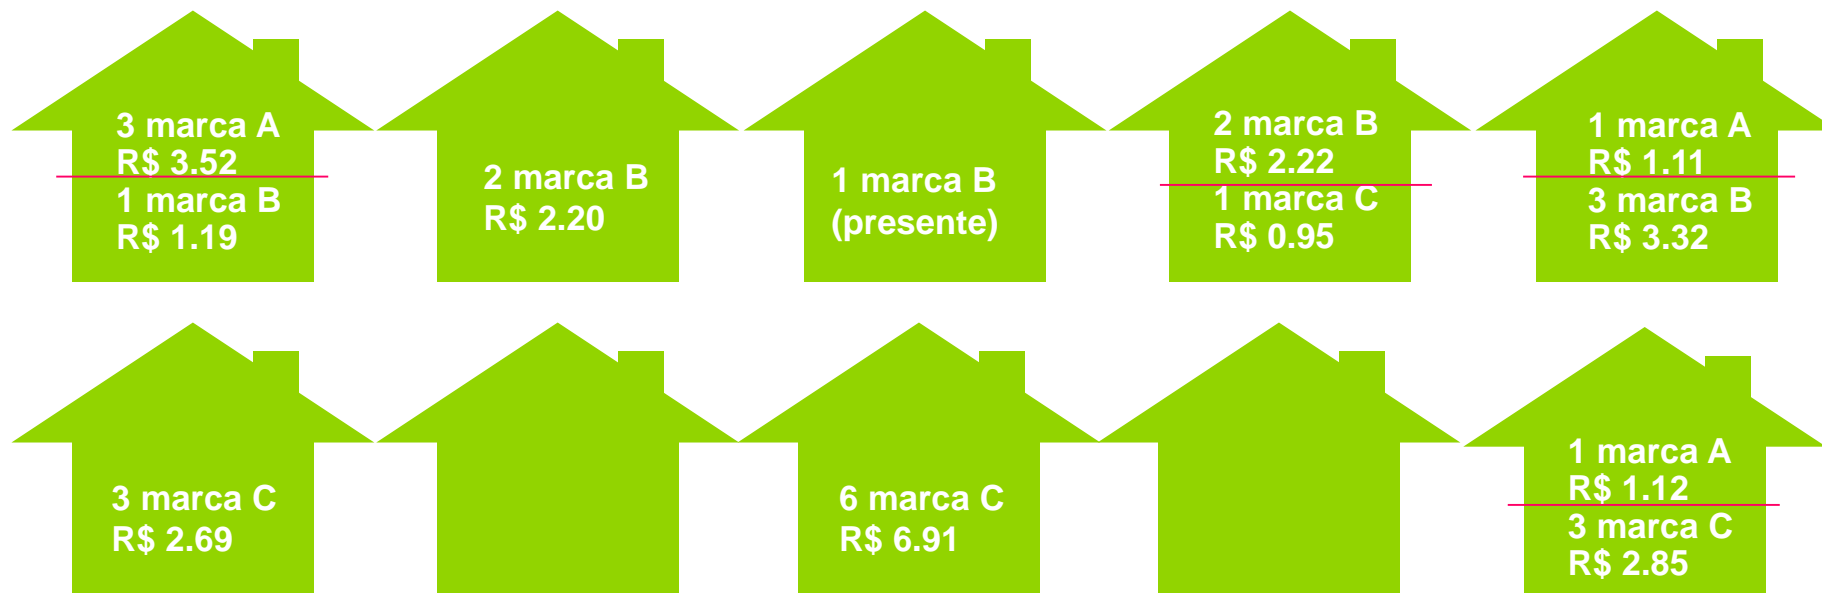 3 marca A
R$ 3.52
1 marca B
R$ 1.19
2 marca B
R$ 2.20
1 marca B
(presente)
2 marca B
R$ 2.22
1 marca C
R$ 0.95
1 marca A
R$ 1.11
3 marca B
R$ 3.32
3 marca C
R$ 2.69
6 marca C
R$ 6.91
1 marca A
R$ 1.12
3 marca C
R$ 2.85